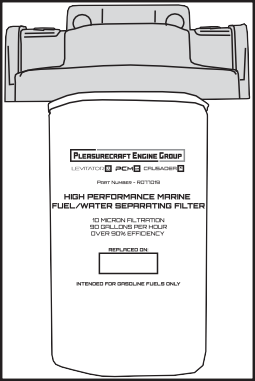 Pleasurecraft Engine Group
LEVITATOR PCM CRUSADER
Part Number - R077019
HIGH PERFORMANCE MARINE
FUEL/WATER SEPARATING FILTER
10 MICRON FILTRATION
90 GALLONS PER HOUR
OVER 90% EFFICIENCY
REPLACED ON:
INTENDED FOR GASOLINE FUELS ONLY